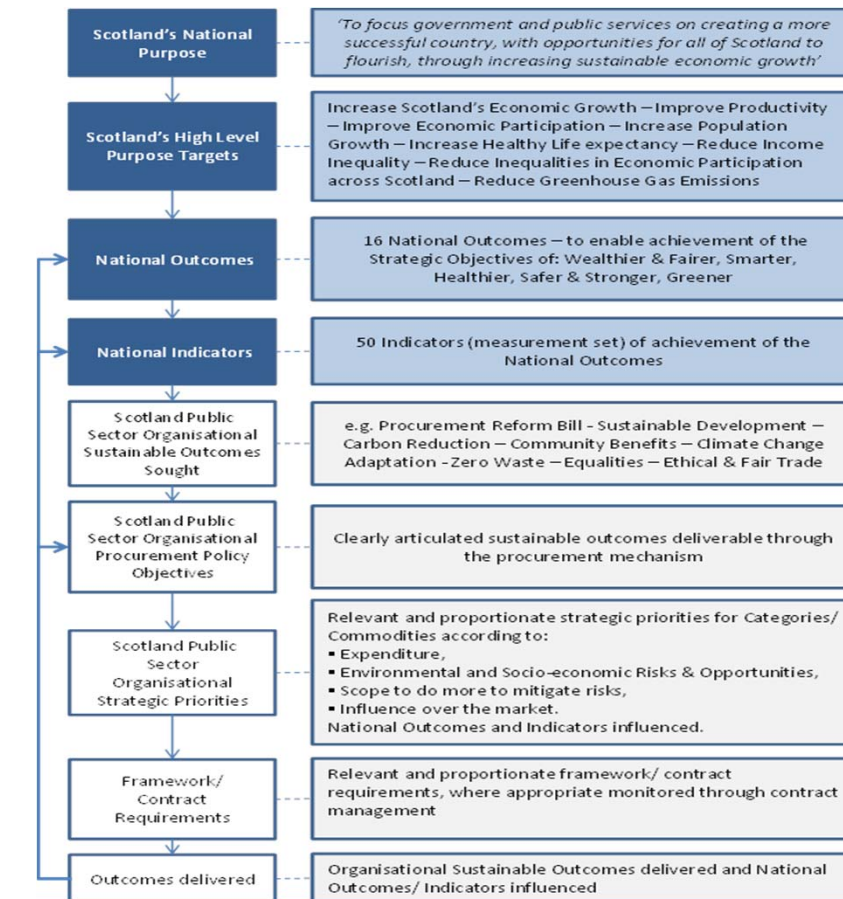 Scotland's National
Purpose
'To focus government and public services on creating a more
successful country, with opportunities for all of Scotland to
flourish, through increasing sustainable economic growth'
Scotland's High Level
Purpose Targets
Increase Scotland's Economic Growth – Improve Productivity
– Improve Economic Participation – Increase Population
Growth – Increase Healthy Life expectancy – Reduce Income
Inequality – Reduce Inequalities in Economic Participation
across Scotland – Reduce Greenhouse Gas Emissions
National Outcomes
16 National Outcomes – to enable achievement of the
Strategic Objectives of: Wealthier & Fairer, Smarter,
Healthier, Safer & Stronger, Greener
National Indicators
50 Indicators (measurement set) of achievement of the
National Outcomes
Scotland Public
Sector Organisational
Sustainable Outcomes
Sought
e.g. Procurement Reform Bill - Sustainable Development –
Carbon Reduction – Community Benefits – Climate Change
Adaptation - Zero Waste – Equalities – Ethical & Fair Trade
Scotland Public
Sector Organisational
Procurement Policy
Objectives
Clearly articulated sustainable outcomes deliverable through
the procurement mechanism
Scotland Public
Sector
Organisational
Strategic Priorities
Relevant and proportionate strategic priorities for Categories/
Commodities according to:
▪ Expenditure,
▪ Environmental and Socio-economic Risks & Opportunities,
▪ Scope to do more to mitigate risks,
▪ Influence over the market.
National Outcomes and Indicators influenced.
Framework/
Contract
Requirements
Relevant and proportionate framework/ contract
requirements, where appropriate monitored through contract
management
Outcomes delivered
Organisational Sustainable Outcomes delivered and National
Outcomes/ Indicators influenced